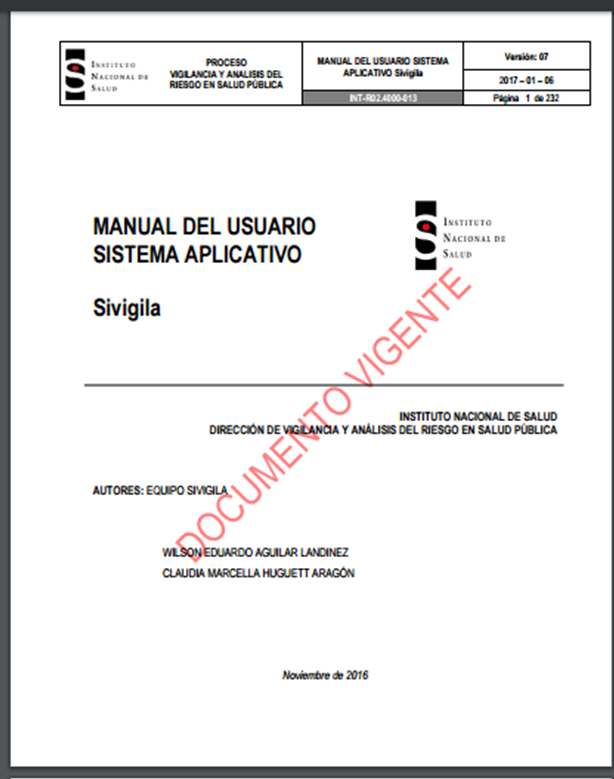 INSTITUTO
NACIONAL DE
SALUD
PROCESO
VIGILANCIA Y ANALISIS DEL
RIESGO EN SALUD PÚBLICA
MANUAL DEL USUARIO SISTEMA
APLICATIVO Sivigila
INT-R02.4000-013
Versión: 07
2017 – 01 – 06
Página 1 de 232
MANUAL DEL USUARIO
SISTEMA APLICATIVO
Sivigila
INSTITUTO
NACIONAL DE
SALUD
DOCUMENTO VIGENTE
INSTITUTO NACIONAL DE SALUD
DIRECCIÓN DE VIGILANCIA Y ANÁLISIS DEL RIESGO EN SALUD PÚBLICA
AUTORES: EQUIPO SIVIGILA
WILSON EDUARDO AGUILAR LANDINEZ
CLAUDIA MARCELLA HUGUETT ARAGÓN
Noviembre de 2016